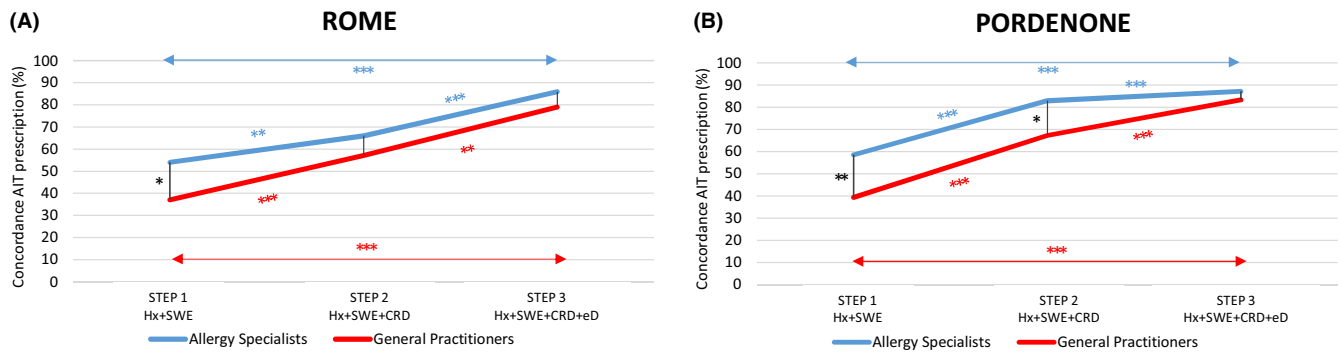 (A)
ROME
Concordance AIT prescription (%)
100
90
80
70
60
50
40
30
20
10
0
***
**
***
*
***
**
***
STEP 1
Hx+SWE
STEP 2
Hx+SWE+CRD
STEP 3
Hx+SWE+CRD+eD
Allergy Specialists
General Practitioners
(B)
PORDENONE
Concordance AIT prescription (%)
100
90
80
70
60
50
40
30
20
10
0
***
***
***
*
**
***
***
***
STEP 1
Hx+SWE
STEP 2
Hx+SWE+CRD
STEP 3
Hx+SWE+CRD+eD
Allergy Specialists
General Practitioners